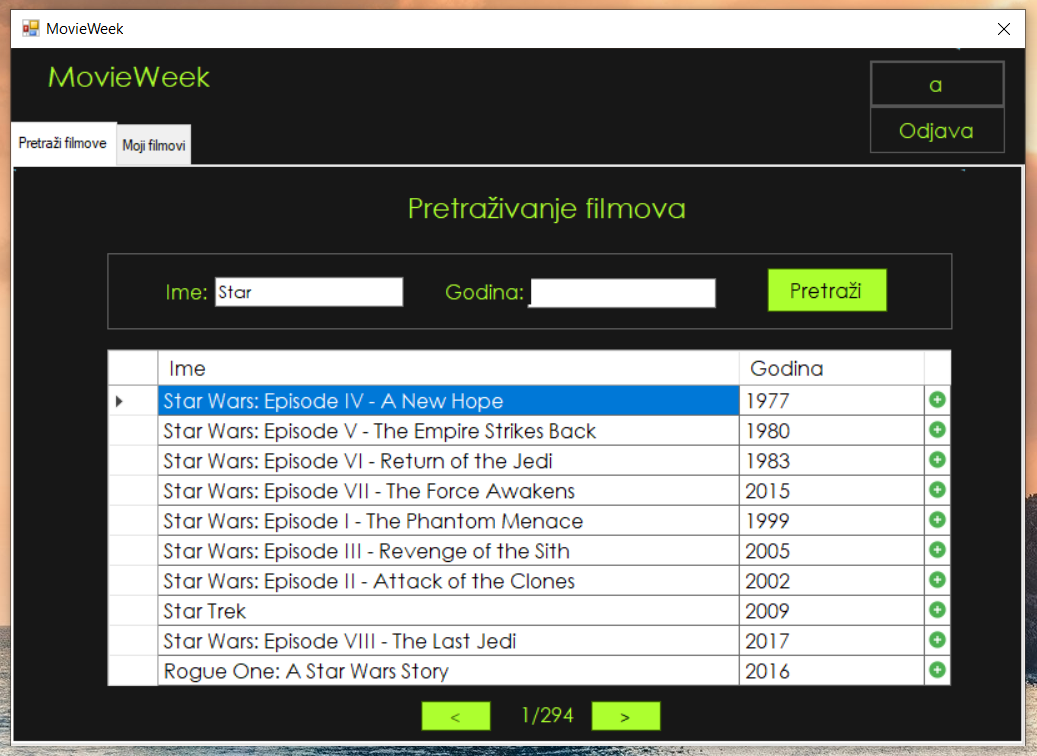 MovieWeek
MovieWeek
a
Odjava
Pretraži filmove
Moji filmovi
Pretraživanje filmova
Ime: Star Godina: Pretraži
Ime Godina
Star Wars: Episode IV - A New Hope 1977
Star Wars: Episode V - The Empire Strikes Back 1980
Star Wars: Episode VI - Return of the Jedi 1983
Star Wars: Episode VII - The Force Awakens 2015
Star Wars: Episode I - The Phantom Menace 1999
Star Wars: Episode III - Revenge of the Sith 2005
Star Wars: Episode II - Attack of the Clones 2002
Star Trek 2009
Star Wars: Episode VIII - The Last Jedi 2017
Rogue One: A Star Wars Story 2016
< 1/294 >